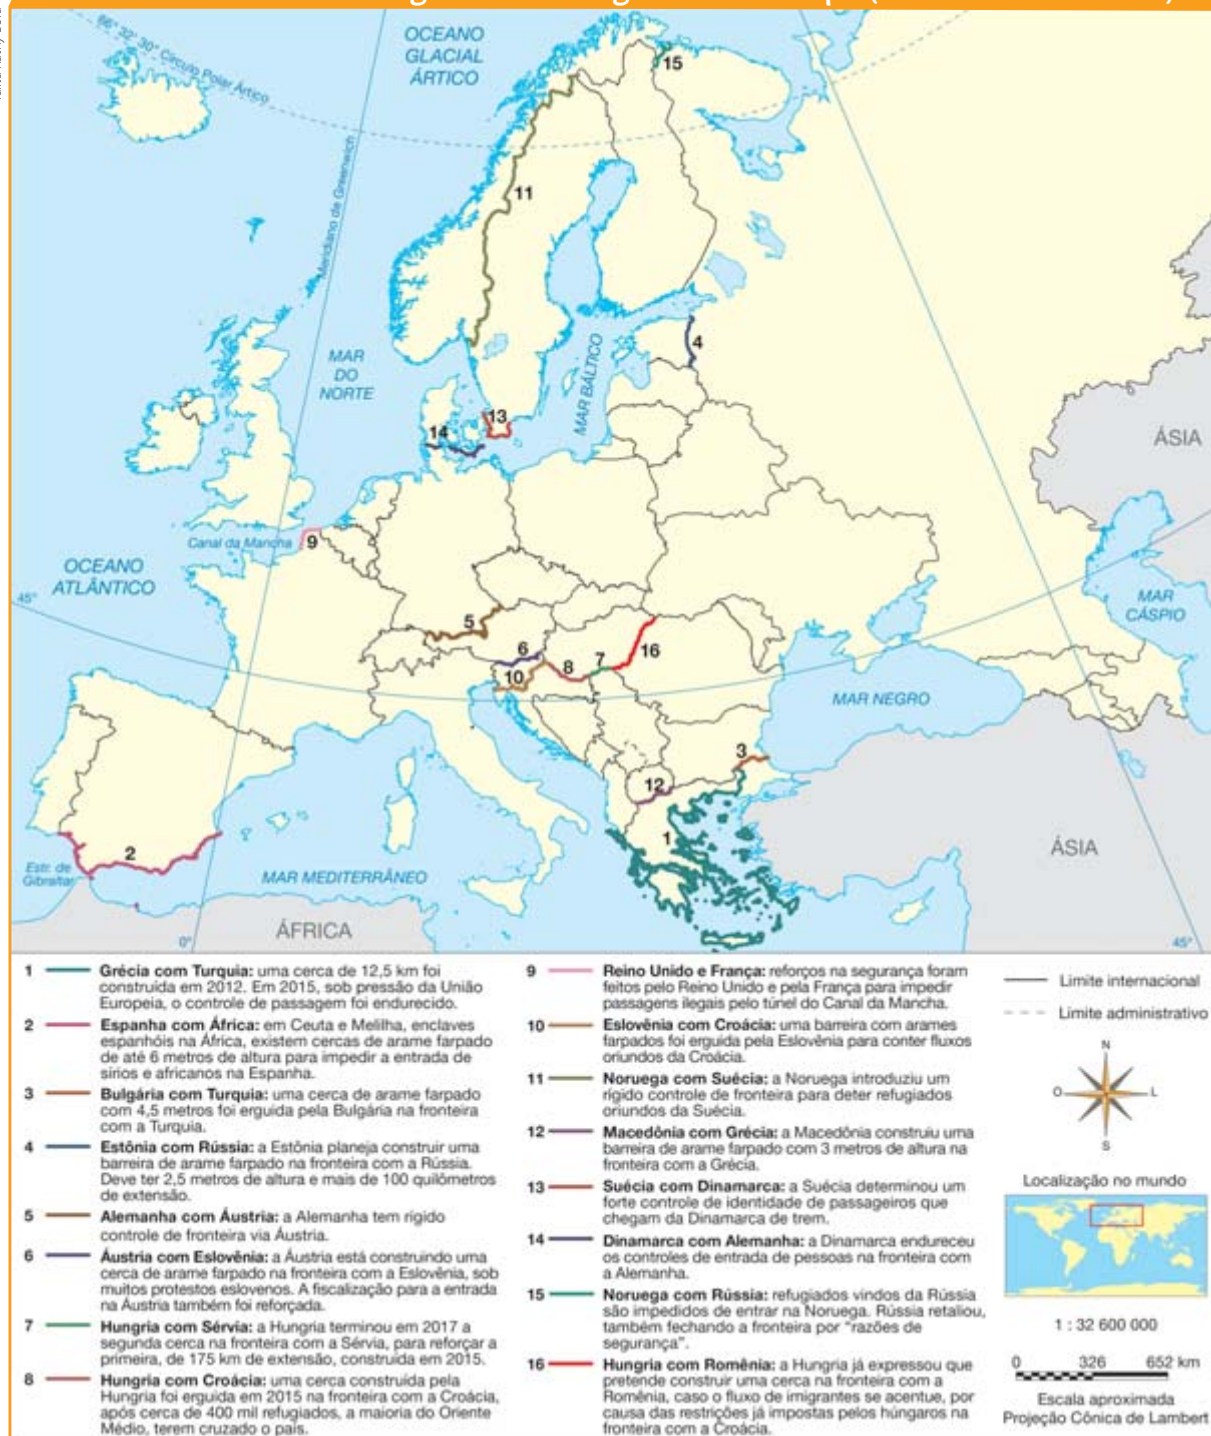 66° 32' 30" Círculo Polar Ártico
OCEANO
GLACIAL
ÁRTICO
15
Meridiano de Greenwich
11
MAR
DO
NORTE
MAR BÁLTICO
4
13
14
ÁSIA
Canal da Mancha
9
OCEANO
ATLÂNTICO
45°
MAR
CÁSPIO
5
6
10
8
7
16
MAR NEGRO
3
12
1
2
Estr. de
Gibraltar
MAR MEDITERRÂNEO
ÁSIA
ÁFRICA
0°
45°
1 Grécia com Turquia: uma cerca de 12,5 km foi
construída em 2012. Em 2015, sob pressão da União
Europeia, o controle de passagem foi endurecido.
2 Espanha com África: em Ceuta e Melilha, enclaves
espanhóis na África, existem cercas de arame farpado
de até 6 metros de altura para impedir a entrada de
sírios e africanos na Espanha.
3 Bulgária com Turquia: uma cerca de arame farpado
com 4,5 metros foi erguida pela Bulgária na fronteira
com a Turquia.
4 Estônia com Rússia: a Estônia planeja construir uma
barreira de arame farpado na fronteira com a Rússia.
Deve ter 2,5 metros de altura e mais de 100 quilômetros
de extensão.
5 Alemanha com Áustria: a Alemanha tem rígido
controle de fronteira via Áustria.
6 Áustria com Eslovênia: a Áustria está construindo uma
cerca de arame farpado na fronteira com a Eslovênia, sob
muitos protestos eslovenos. A fiscalização para a entrada
na Áustria também foi reforçada.
7 Hungria com Sérvia: a Hungria terminou em 2017 a
segunda cerca na fronteira com a Sérvia, para reforçar a
primeira, de 175 km de extensão, construída em 2015.
8 Hungria com Croácia: uma cerca construída pela
Hungria foi erguida em 2015 na fronteira com a Croácia,
após cerca de 400 mil refugiados, a maioria do Oriente
Médio, terem cruzado o país.
9 Reino Unido e França: reforços na segurança foram
feitos pelo Reino Unido e pela França para impedir
passagens ilegais pelo túnel do Canal da Mancha.
10 Eslovênia com Croácia: uma barreira com arames
farpados foi erguida pela Eslovênia para conter fluxos
oriundos da Croácia.
11 Noruega com Suécia: a Noruega introduziu um
rígido controle de fronteira para deter refugiados
oriundos da Suécia.
12 Macedônia com Grécia: a Macedônia construiu uma
barreira de arame farpado com 3 metros de altura na
fronteira com a Grécia.
13 Suécia com Dinamarca: a Suécia determinou um
forte controle de identidade de passageiros que
chegam da Dinamarca de trem.
14 Dinamarca com Alemanha: a Dinamarca endureceu
os controles de entrada de pessoas na fronteira com
a Alemanha.
15 Noruega com Rússia: refugiados vindos da Rússia
são impedidos de entrar na Noruega. Rússia retaliou,
também fechando a fronteira por "razões de
segurança".
16 Hungria com Romênia: a Hungria já expressou que
pretende construir uma cerca na fronteira com a
Romênia, caso o fluxo de imigrantes se acentue, por
causa das restrições já impostas pelos húngaros na
fronteira com a Croácia.
Limite internacional
Limite administrativo
N
O
L
S
Localização no mundo
1 : 32 600 000
0 326 652 km
Escala aproximada
Projeção Cônica de Lambert